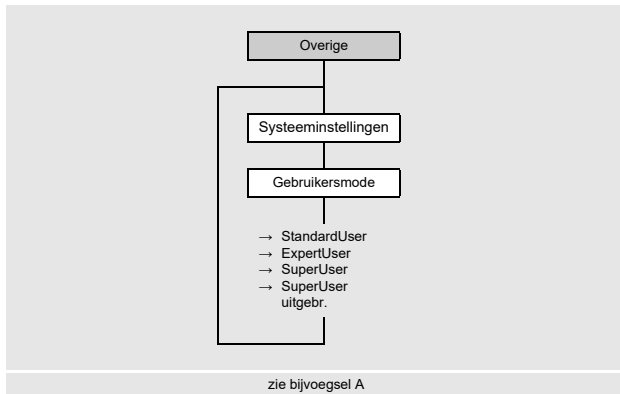 Overige
Systeeminstellingen
Gebruikersmode
→ StandardUser
→ ExpertUser
→ SuperUser
→ SuperUser
uitgebr.
zie bijvoegsel A